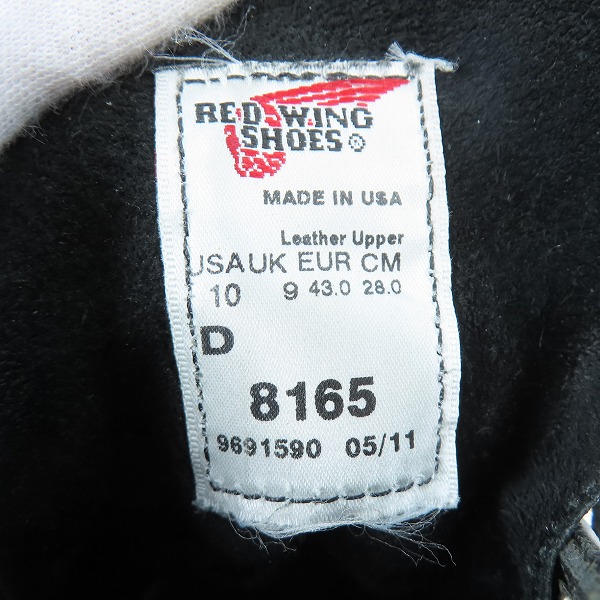 RED WING
SHOES®
MADE IN USA
Leather Upper
USA UK EUR CM
10 9 43.0 28.0
D
8165
9691590 05/11